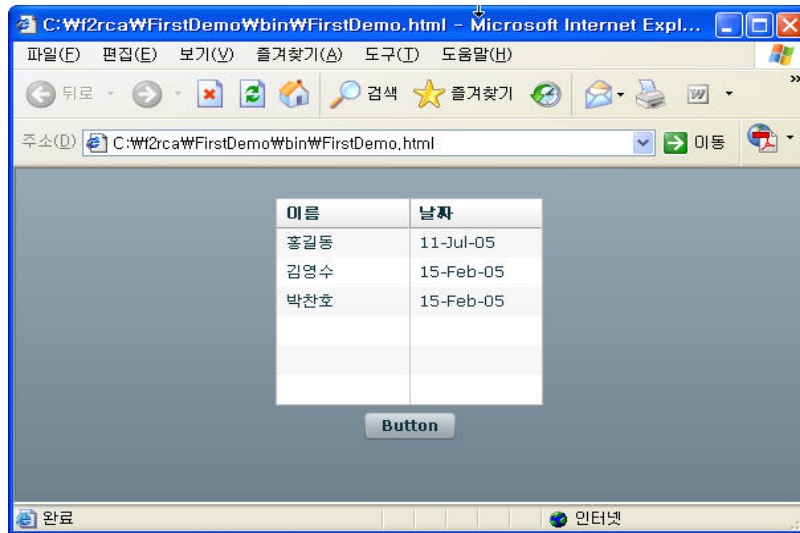 C:₩f2rca₩FirstDemo₩bin₩FirstDemo.html - Microsoft Internet Expl...
파일(F) 편집(E) 보기(V) 즐겨찾기(A) 도구(T) 도움말(H)
뒤로 검색 즐겨찾기 »
주소(D) C:₩f2rca₩FirstDemo₩bin₩FirstDemo.html 이동
이름 날짜
홍길동 11-Jul-05
김영수 15-Feb-05
박찬호 15-Feb-05
Button
완료 인터넷